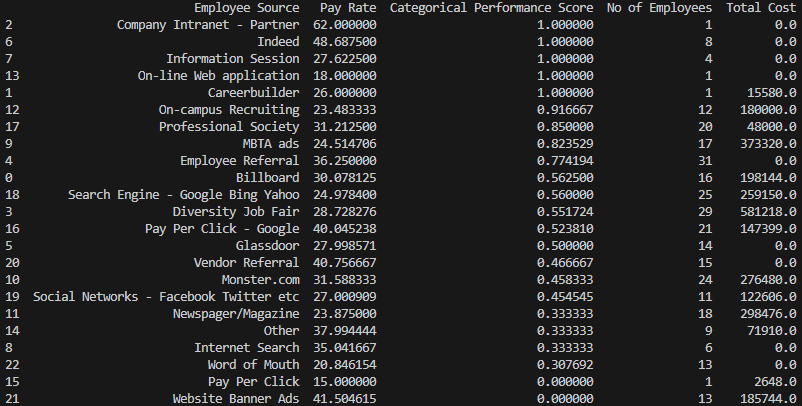 Employee Source Pay Rate Categorical Performance Score No of Employees Total Cost
2 Company Intranet - Partner 62.000000 1.000000 1 0.0
6 Indeed 48.687500 1.000000 8 0.0
7 Information Session 27.622500 1.000000 4 0.0
13 On-line Web application 18.000000 1.000000 1 0.0
1 Careerbuilder 26.000000 1.000000 1 15580.0
12 On-campus Recruiting 23.483333 0.916667 12 180000.0
17 Professional Society 31.212500 0.850000 20 48000.0
9 MBTA ads 24.514706 0.823529 17 373320.0
4 Employee Referral 36.250000 0.774194 31 0.0
0 Billboard 30.078125 0.562500 16 198144.0
18 Search Engine - Google Bing Yahoo 24.978400 0.560000 25 259150.0
3 Diversity Job Fair 28.728276 0.551724 29 581218.0
16 Pay Per Click - Google 40.045238 0.523810 21 147399.0
5 Glassdoor 27.998571 0.500000 14 0.0
20 Vendor Referral 40.756667 0.466667 15 0.0
10 Monster.com 31.588333 0.458333 24 276480.0
19 Social Networks - Facebook Twitter etc 27.000909 0.454545 11 122606.0
11 Newspager/Magazine 23.875000 0.333333 18 298476.0
14 Other 37.994444 0.333333 9 71910.0
8 Internet Search 35.041667 0.333333 6 0.0
22 Word of Mouth 20.846154 0.307692 13 0.0
15 Pay Per Click 15.000000 0.000000 1 2648.0
21 Website Banner Ads 41.504615 0.000000 13 185744.0